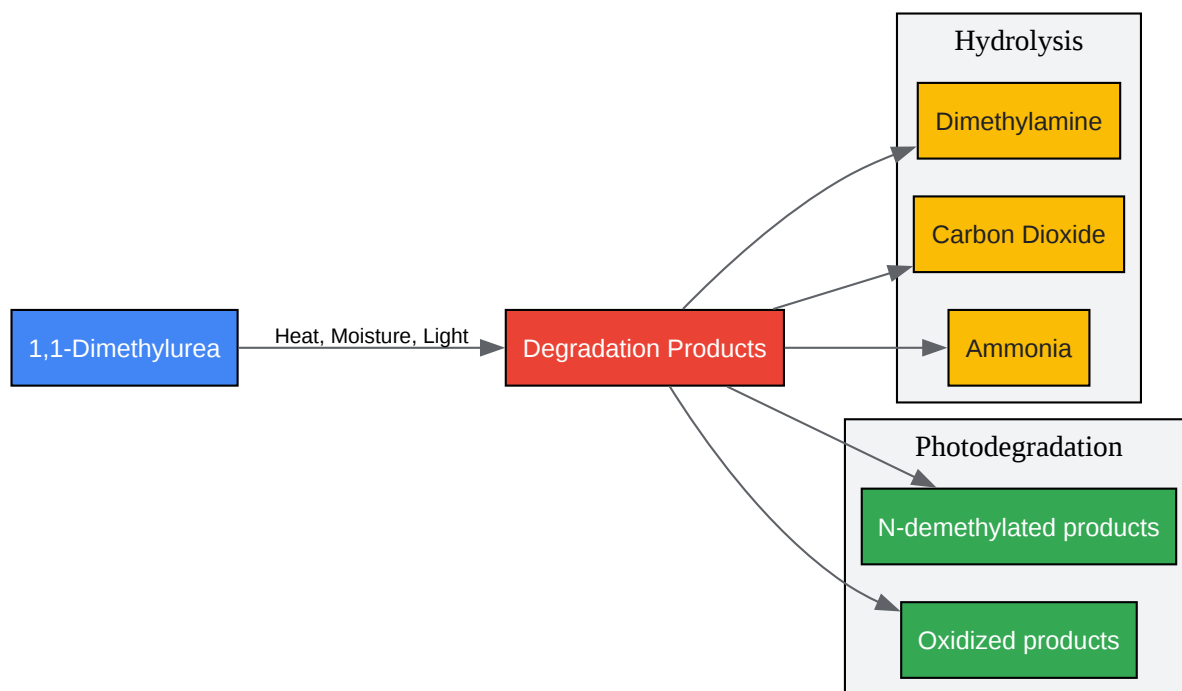 Hydrolysis
Dimethylamine
Carbon Dioxide
1,1-Dimethylurea
Heat, Moisture, Light
Degradation Products
Ammonia
Photodegradation
N-demethylated products
Oxidized products